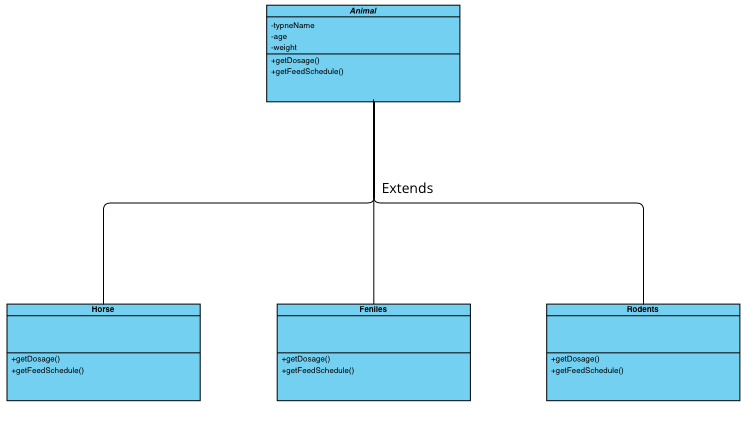 Animal
-typneName
-age
-weight
+getDosage()
+getFeedSchedule()
Extends
Horse
+getDosage()
+getFeedSchedule()
Feniles
+getDosage()
+getFeedSchedule()
Rodents
+getDosage()
+getFeedSchedule()